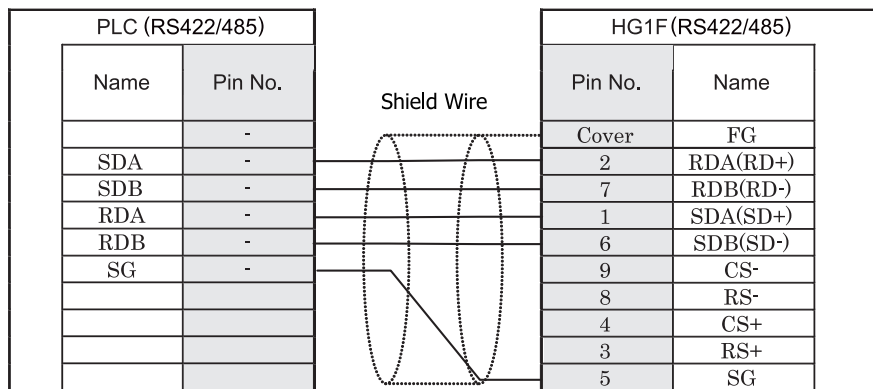 PLC (RS422/485) HG1F (RS422/485)
Name Pin No. Pin No. Name
Shield Wire
- Cover FG
SDA - 2 RDA(RD+)
SDB - 7 RDB(RD-)
RDA - 1 SDA(SD+)
RDB - 6 SDB(SD-)
SG - 9 CS-
8 RS-
4 CS+
3 RS+
5 SG